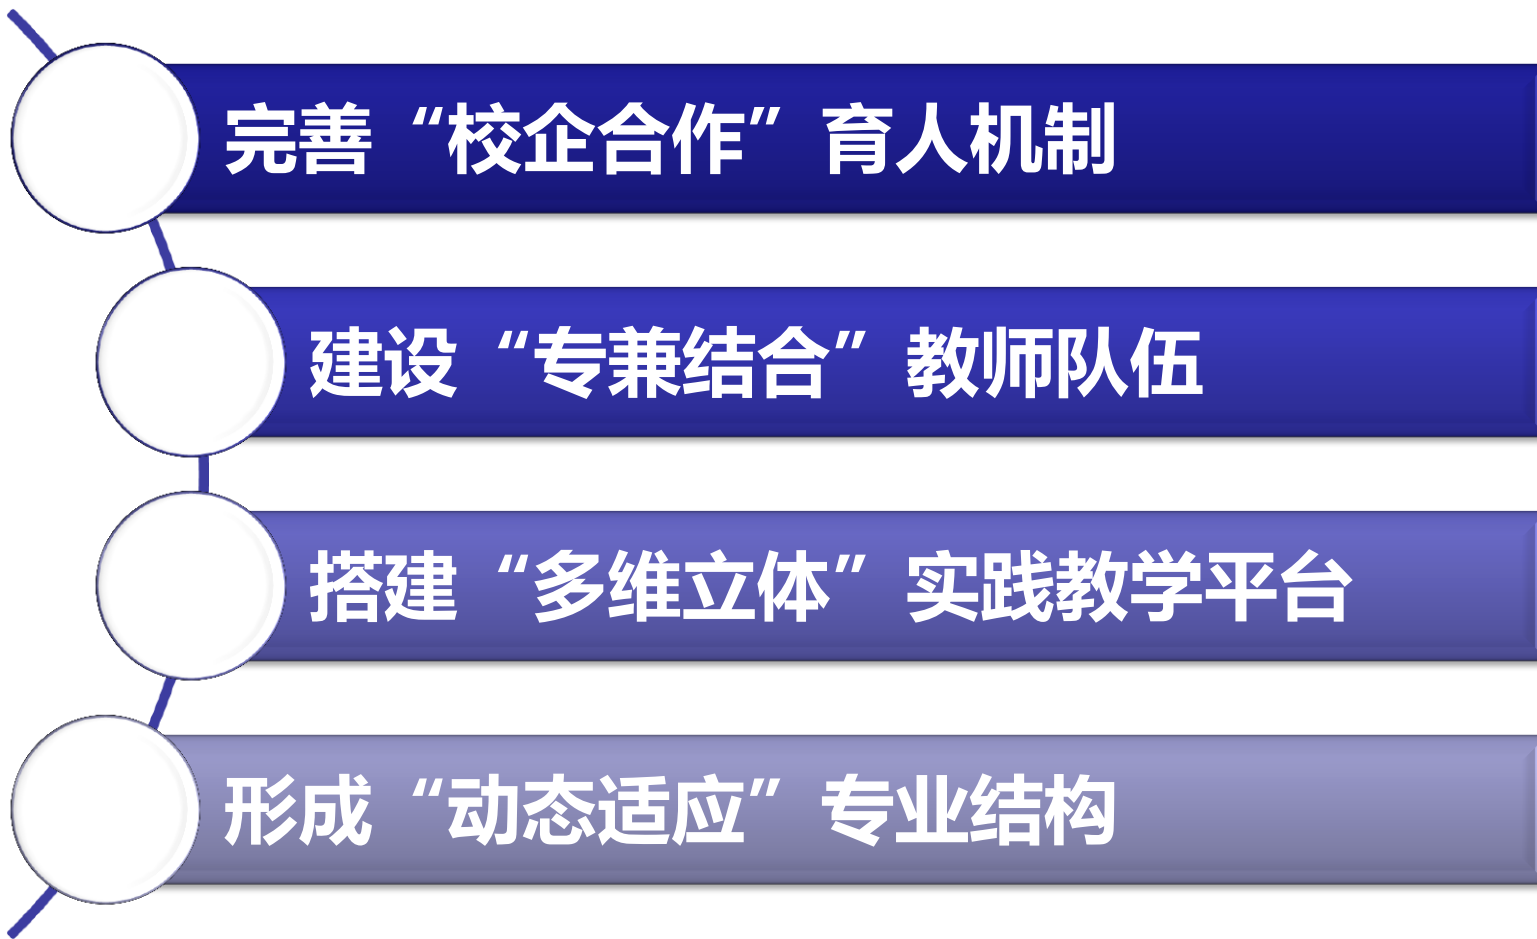 完善“校企合作”育人机制
建设“专兼结合”教师队伍
搭建“多维立体”实践教学平台
形成“动态适应”专业结构